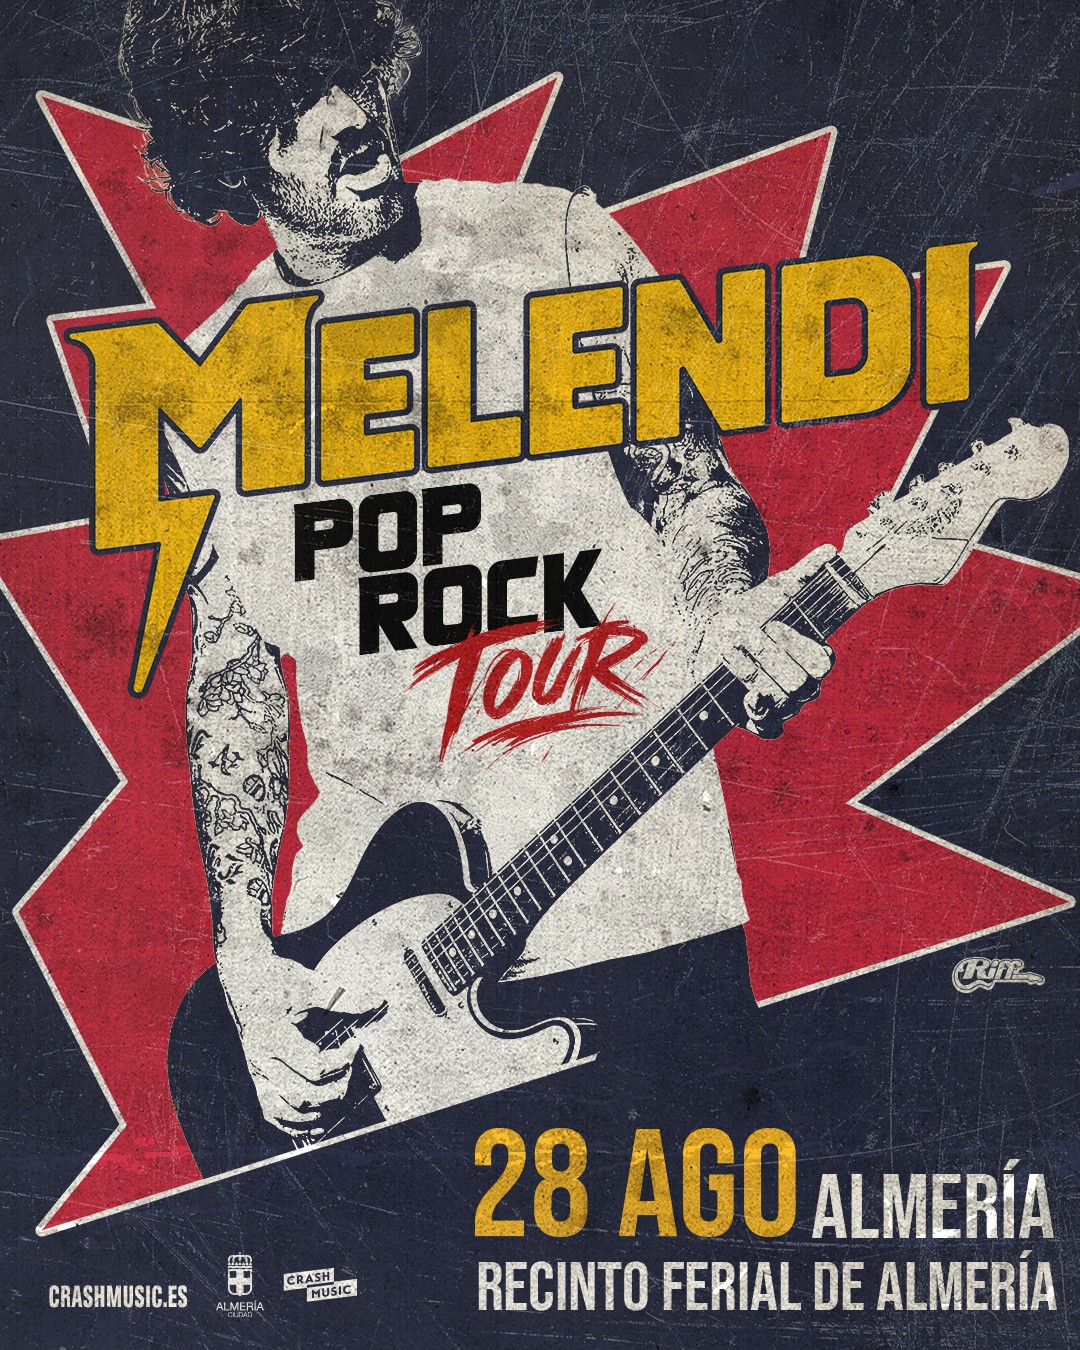 MELENDI
POP
ROCK
TOUR
Riff
28 AGO ALMERÍA
RECINTO FERIAL DE ALMERÍA
CRASHMUSIC.ES
ALMERÍA
CIUDAD
CRASH
MUSIC